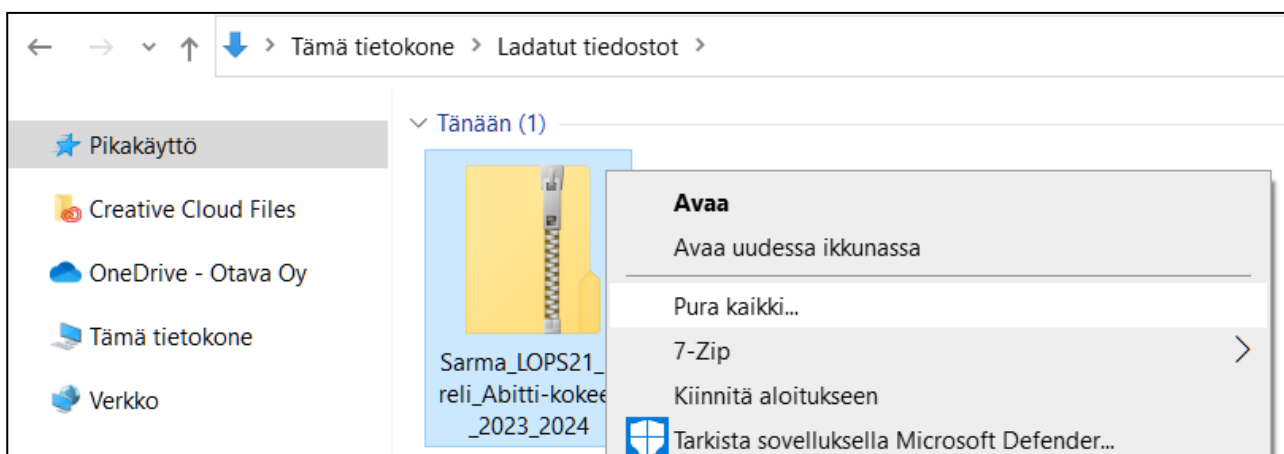 Tämä tietokone > Ladatut tiedostot >
Tänään (1)
Pikakäyttö
Creative Cloud Files
OneDrive - Otava Oy
Tämä tietokone
Verkko
Sarma_LOPS21_
reli_Abitti-kokee
_2023_2024
Avaa
Avaa uudessa ikkunassa
Pura kaikki...
7-Zip
Kiinnitä aloitukseen
Tarkista sovelluksella Microsoft Defender...